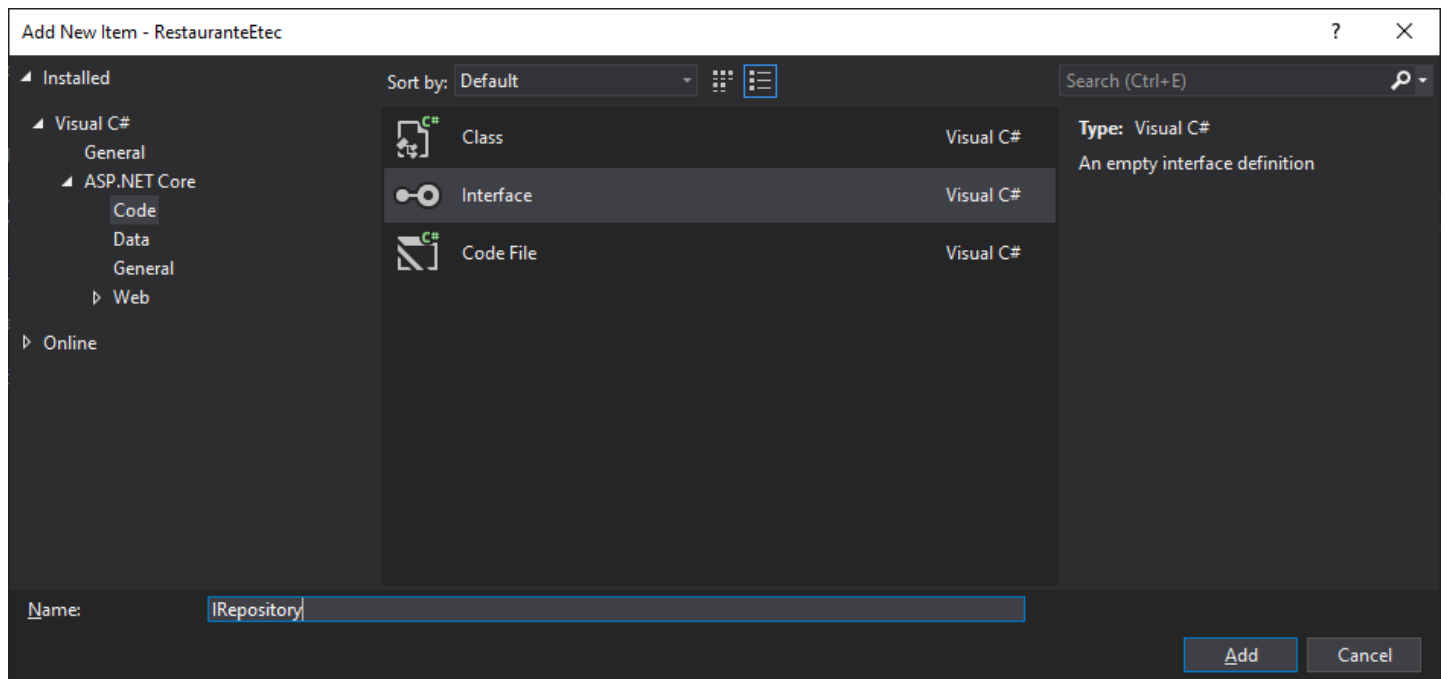 Add New Item - RestauranteEtec
?
Installed
Sort by: Default
Search (Ctrl+E)
Visual C#
General
ASP.NET Core
Code
Data
General
Web
Online
C# Class Visual C#
Interface Visual C#
C# Code File Visual C#
Type: Visual C#
An empty interface definition
Name: IRepository
Add Cancel